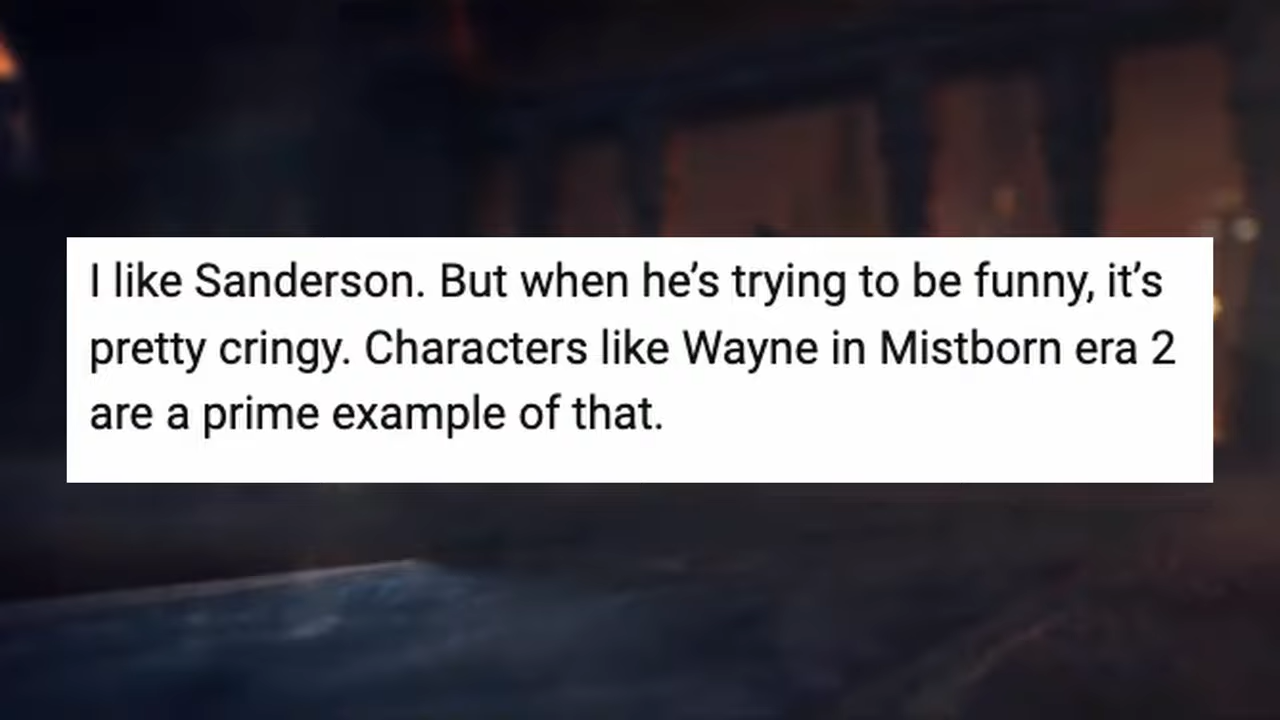 I like Sanderson. But when he’s trying to be funny, it’s
pretty cringy. Characters like Wayne in Mistborn era 2
are a prime example of that.